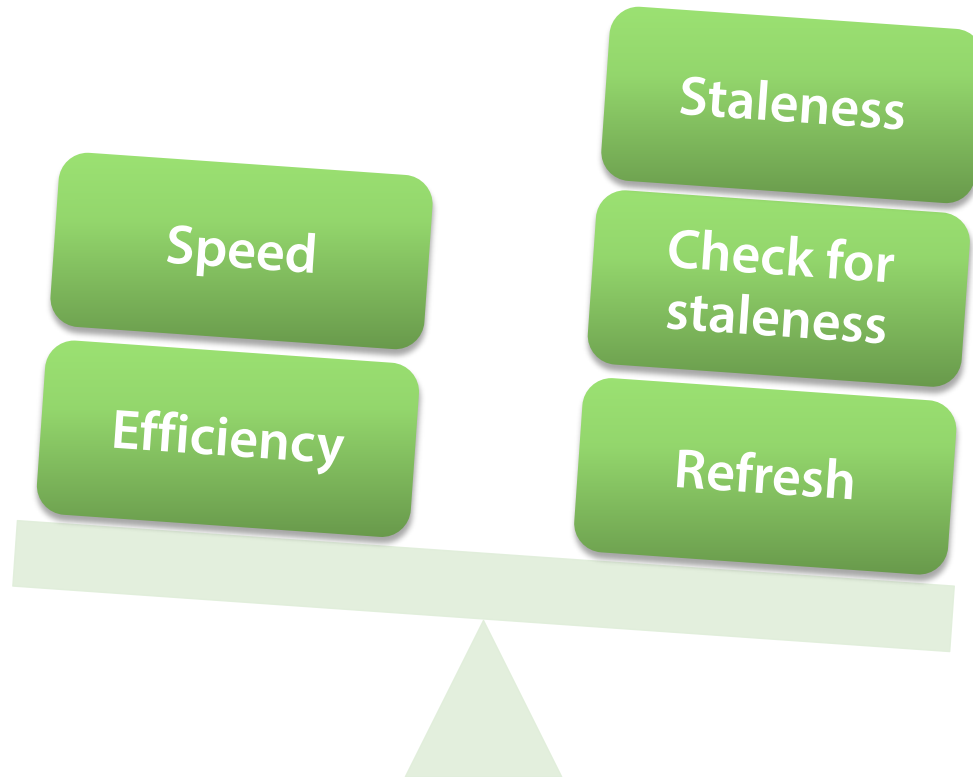 Speed
Efficiency
Staleness
Check for
staleness
Refresh